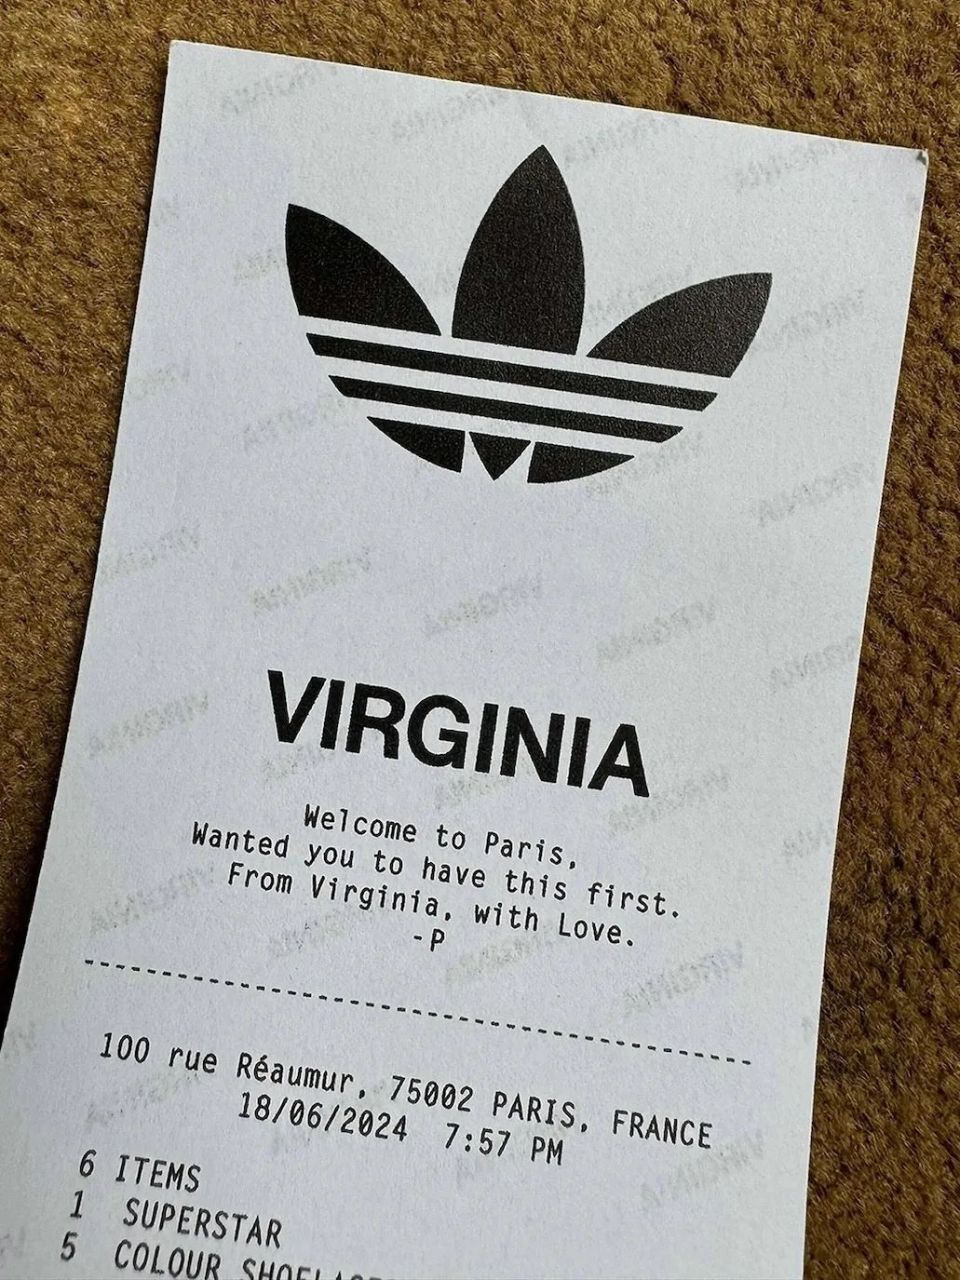 VIRGINIA
Welcome to Paris,
Wanted you to have this first.
From Virginia, with Love.
-P
100 rue Réaumur, 75002 PARIS, FRANCE
18/06/2024 7:57 PM
6 ITEMS
1 SUPERSTAR
5 COLOUR